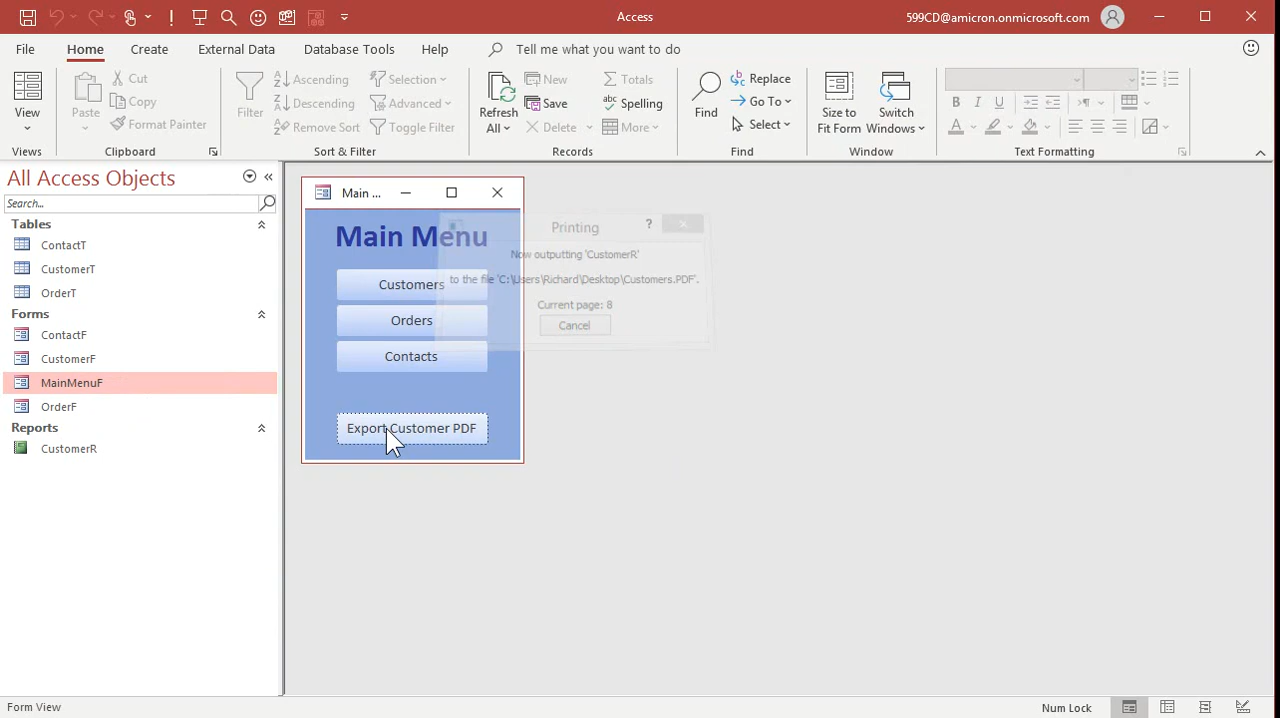 Access
599CD@amicron.onmicrosoft.com
File Home Create External Data Database Tools Help Tell me what you want to do
View
Views
Paste
Cut
Copy
Format Painter
Clipboard
Filter
Ascending
Descending
Remove Sort
Selection
Advanced
Toggle Filter
Sort & Filter
Refresh
All
New
Save
Delete
Totals
Spelling
More
Records
Find
Replace
Go To
Select
Find
Size to
Fit Form
Switch
Windows
Window
B I U
A
Text Formatting
All Access Objects
Search...
Tables
ContactT
CustomerT
OrderT
Forms
ContactF
CustomerF
MainMenuF
OrderF
Reports
CustomerR
Main ...
Main Menu
Customers
Orders
Contacts
Export Customer PDF
Printing ?
Now outputting 'CustomerR'
to the file 'C:\Users\Richard\Desktop\Customers.PDF'.
Current page: 8
Cancel
Form View
Num Lock